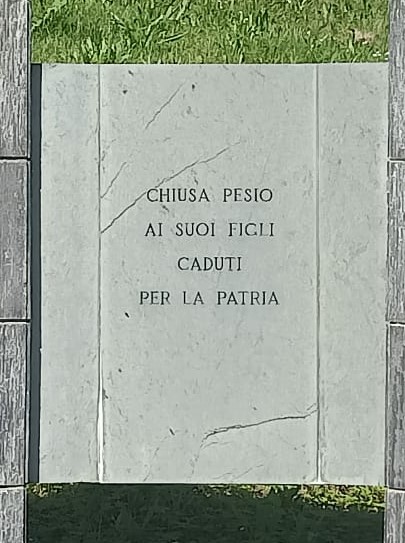 CHIUSA PESIO
AI SUOI FIGLI
CADUTI
PER LA PATRIA